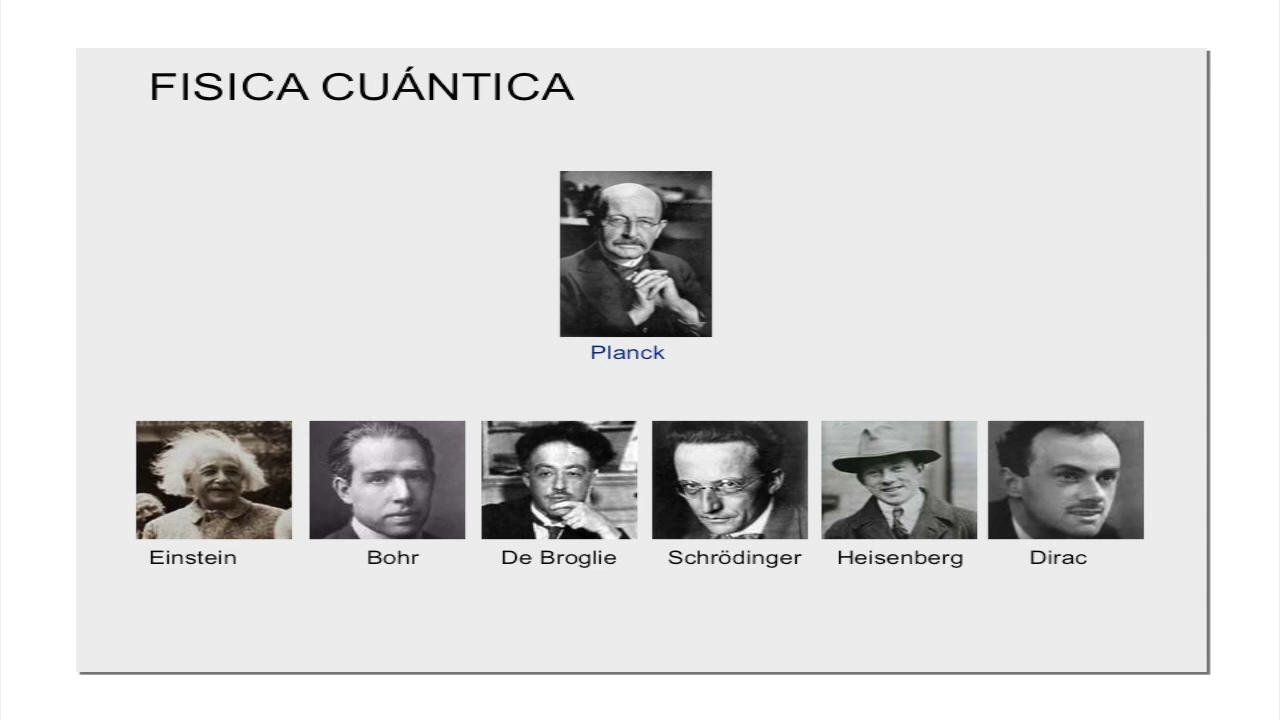 FISICA CUÁNTICA
Planck
Einstein
Bohr
De Broglie
Schrödinger
Heisenberg
Dirac